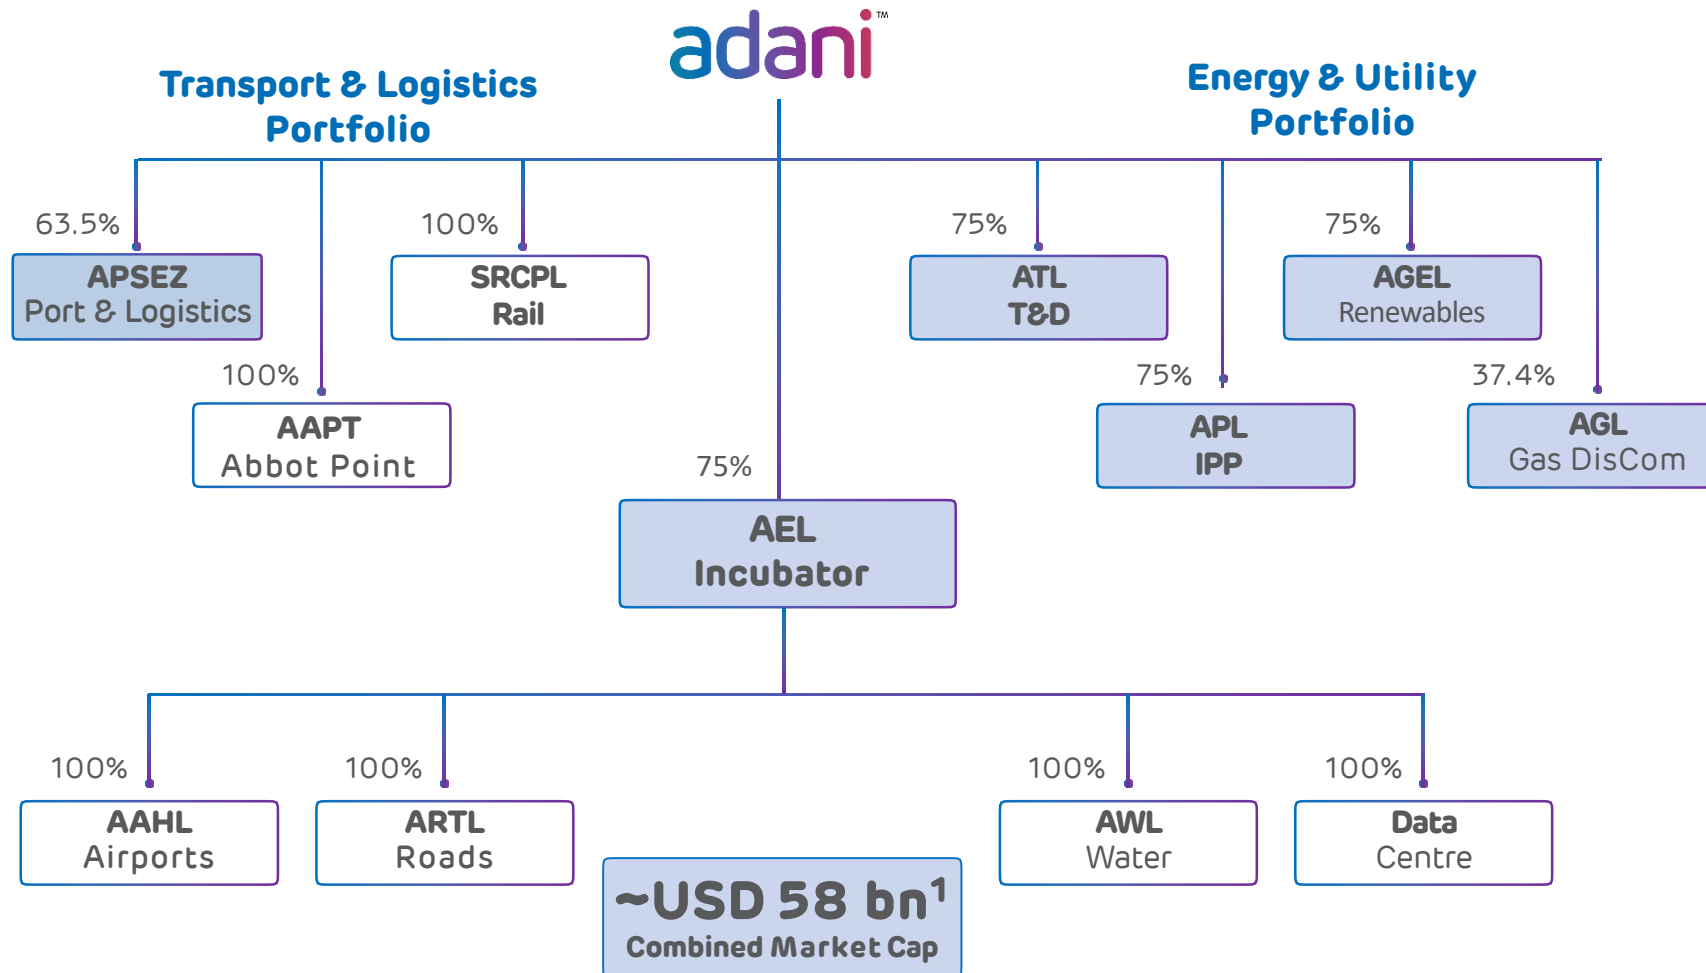 adani™
Transport & Logistics
Portfolio
Energy & Utility
Portfolio
63.5%
APSEZ
Port & Logistics
100%
SRCPL
Rail
75%
ATL
T&D
75%
AGEL
Renewables
100%
AAPT
Abbot Point
75%
APL
IPP
37.4%
AGL
Gas DisCom
75%
AEL
Incubator
100%
AAHL
Airports
100%
ARTL
Roads
100%
AWL
Water
100%
Data
Centre
~USD 58 bn¹
Combined Market Cap